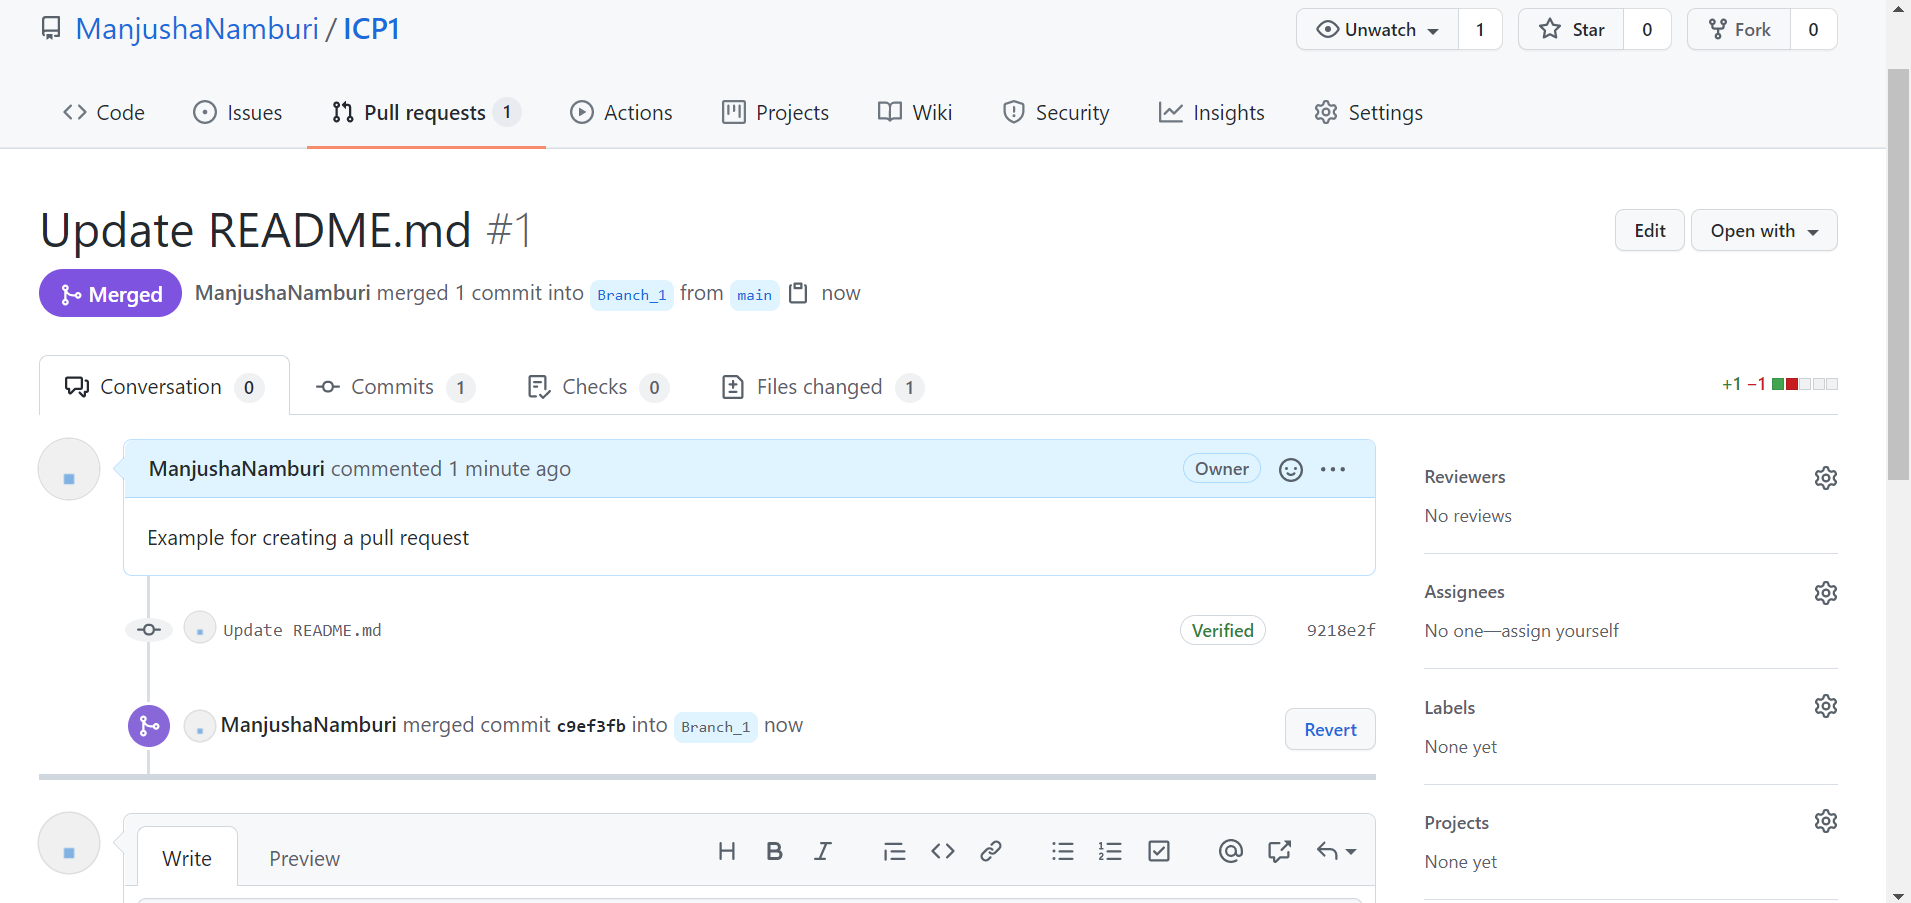 ManjushaNamburi / ICP1
Unwatch 1 Star 0 Fork 0
Code Issues Pull requests 1 Actions Projects Wiki Security Insights Settings
Update README.md #1
Edit Open with
Merged ManjushaNamburi merged 1 commit into Branch_1 from main now
Conversation 0 Commits 1 Checks 0 Files changed 1
+1 −1
ManjushaNamburi commented 1 minute ago
Owner
Example for creating a pull request
Update README.md
Verified 9218e2f
ManjushaNamburi merged commit c9ef3fb into Branch_1 now
Revert
Write Preview
Reviewers
No reviews
Assignees
No one—assign yourself
Labels
None yet
Projects
None yet